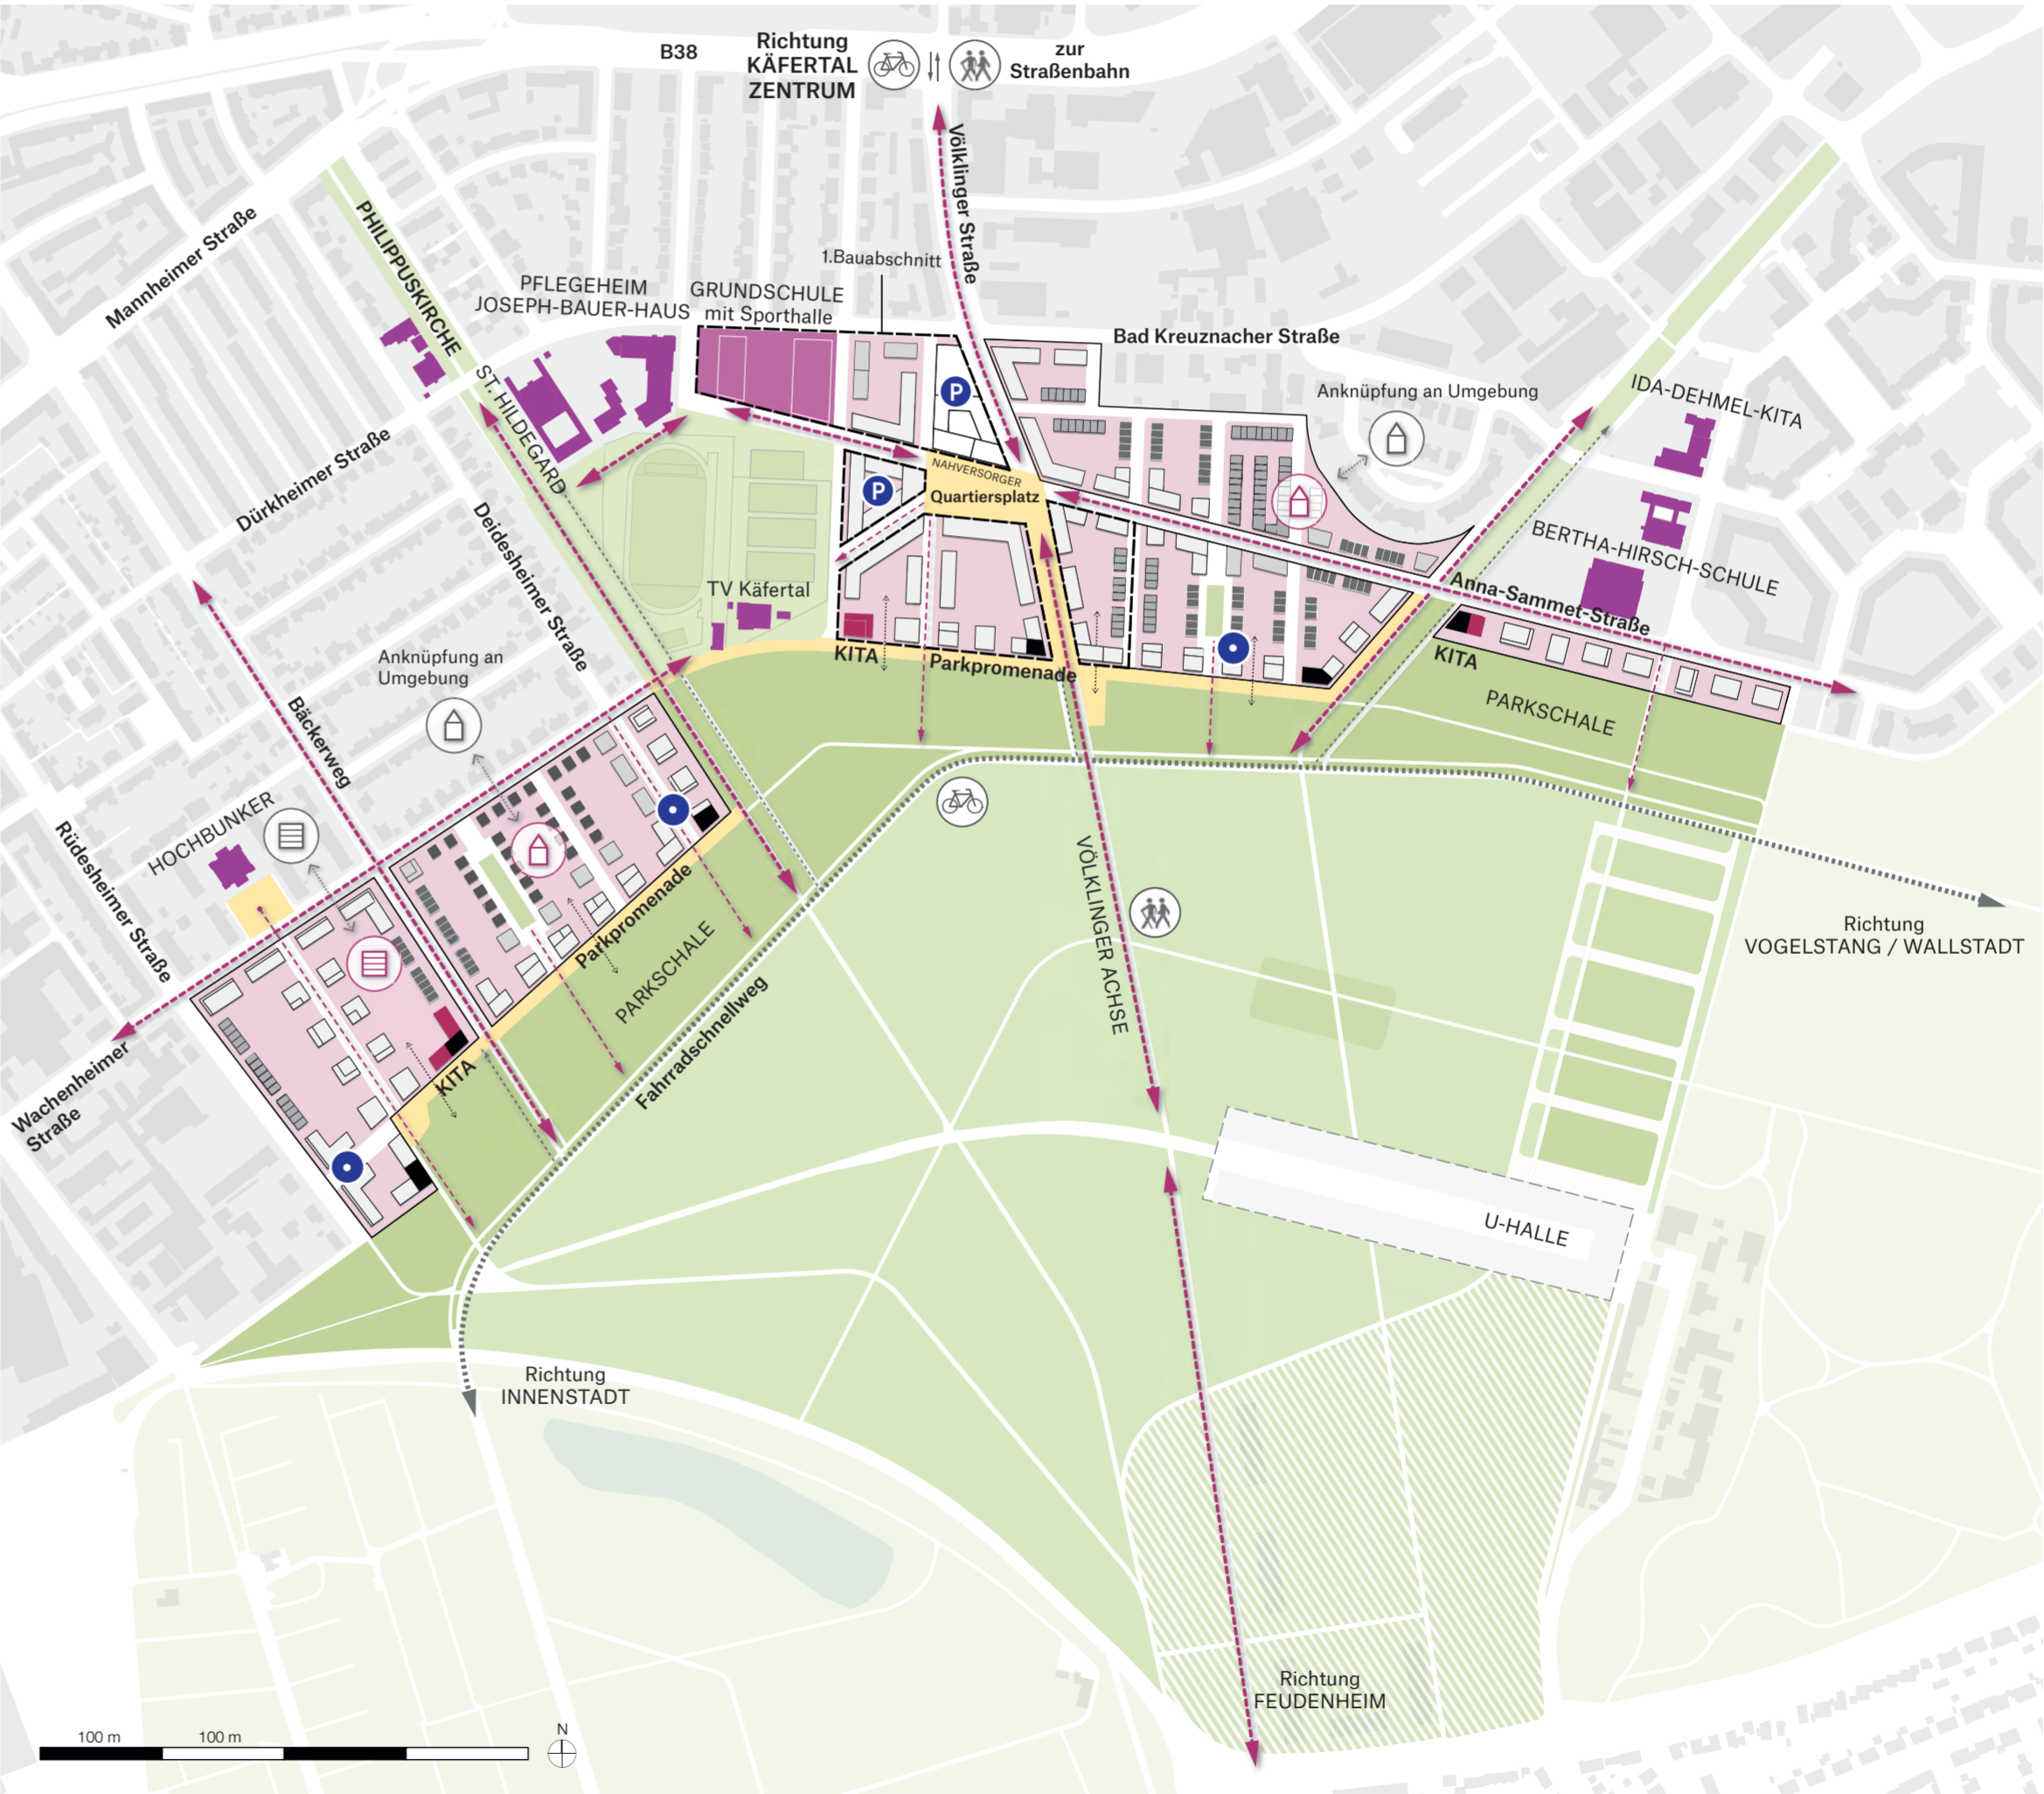 B38
Richtung
KÄFERTAL
ZENTRUM
zur
Straßenbahn
Völklinger Straße
PHILIPPUSKIRCHE
Mannheimer Straße
1.Bauabschnitt
PFLEGEHEIM
JOSEPH-BAUER-HAUS
GRUNDSCHULE
mit Sporthalle
Bad Kreuznacher Straße
ST. HILDEGARD
P
Anknüpfung an Umgebung
IDA-DEHMEL-KITA
Dürkheimer Straße
NAHVERSORGER
Quartiersplatz
P
Deidesheimer Straße
BERTHA-HIRSCH-SCHULE
TV Käfertal
Anna-Sammet-Straße
KITA
Parkpromenade
KITA
PARKSCHALE
Anknüpfung an
Umgebung
Bäckerweg
HOCHBUNKER
Rüdesheimer Straße
Parkpromenade
PARKSCHALE
Fahrradschnellweg
VÖLKLINGER ACHSE
Richtung
VOGELSTANG / WALLSTADT
KITA
Wachenheimer
Straße
U-HALLE
Richtung
INNENSTADT
Richtung
FEUDENHEIM
100 m
100 m
N